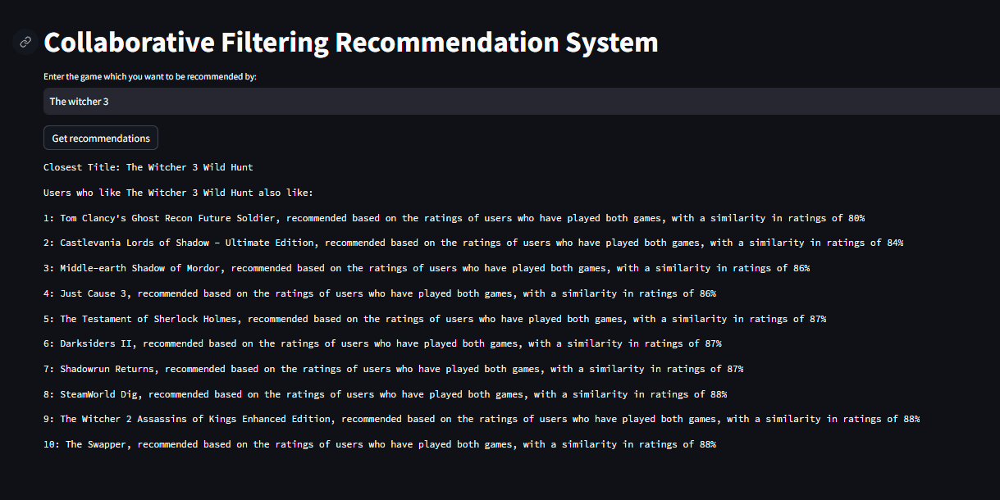 Collaborative Filtering Recommendation System
Enter the game which you want to be recommended by:
The witcher 3
Get recommendations
Closest Title: The Witcher 3 Wild Hunt
Users who like The Witcher 3 Wild Hunt also like:
1: Tom Clancy's Ghost Recon Future Soldier, recommended based on the ratings of users who have played both games, with a similarity in ratings of 80%
2: Castlevania Lords of Shadow – Ultimate Edition, recommended based on the ratings of users who have played both games, with a similarity in ratings of 84%
3: Middle-earth Shadow of Mordor, recommended based on the ratings of users who have played both games, with a similarity in ratings of 86%
4: Just Cause 3, recommended based on the ratings of users who have played both games, with a similarity in ratings of 86%
5: The Testament of Sherlock Holmes, recommended based on the ratings of users who have played both games, with a similarity in ratings of 87%
6: Darksiders II, recommended based on the ratings of users who have played both games, with a similarity in ratings of 87%
7: Shadowrun Returns, recommended based on the ratings of users who have played both games, with a similarity in ratings of 87%
8: SteamWorld Dig, recommended based on the ratings of users who have played both games, with a similarity in ratings of 88%
9: The Witcher 2 Assassins of Kings Enhanced Edition, recommended based on the ratings of users who have played both games, with a similarity in ratings of 88%
10: The Swapper, recommended based on the ratings of users who have played both games, with a similarity in ratings of 88%